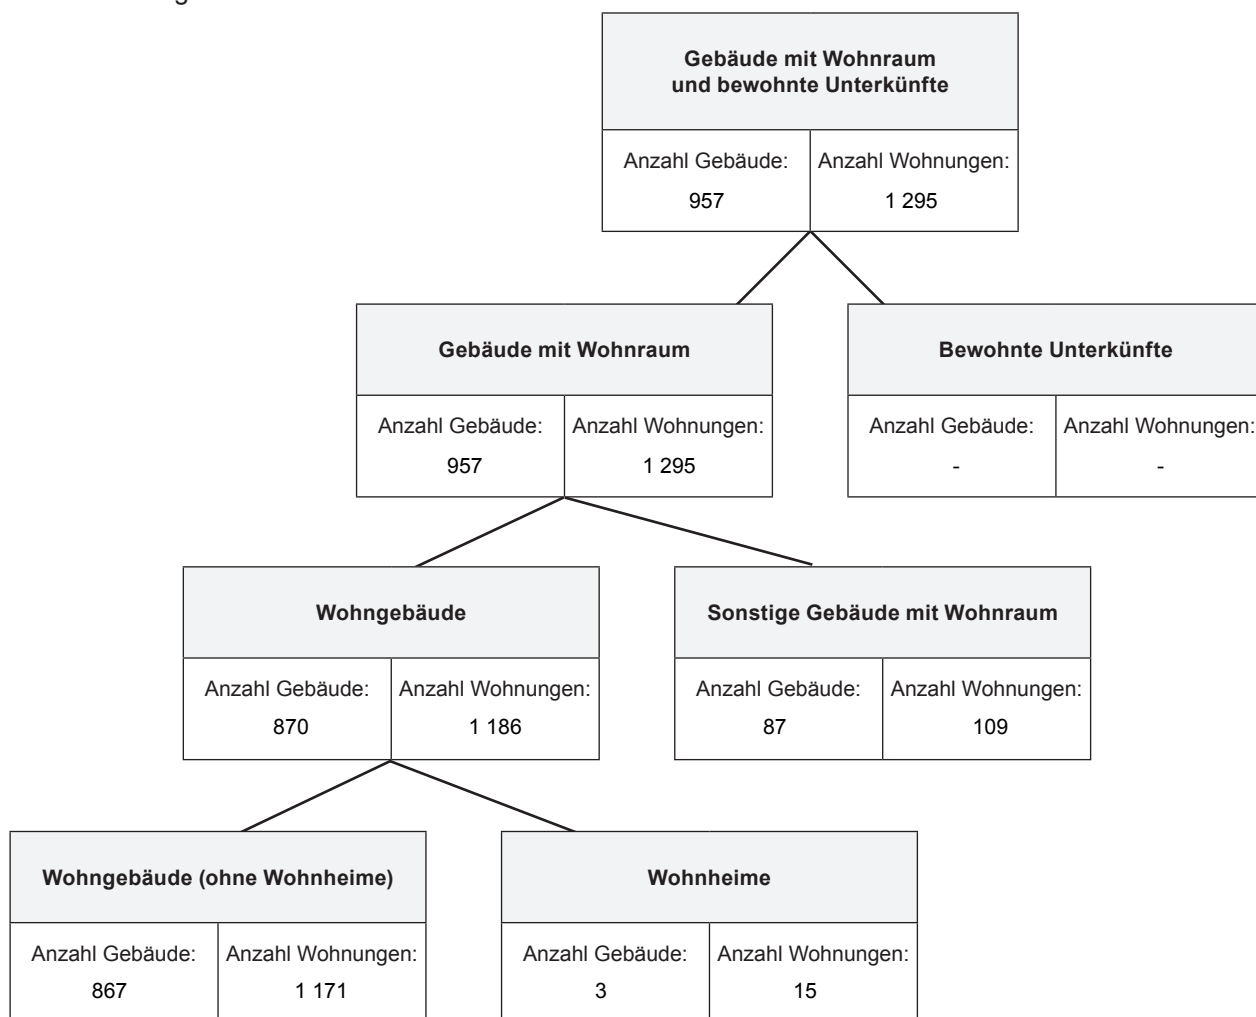 Gebäude mit Wohnraum
und bewohnte Unterkünfte
Anzahl Gebäude: Anzahl Wohnungen:
957 1 295
Gebäude mit Wohnraum
Anzahl Gebäude: Anzahl Wohnungen:
957 1 295
Bewohnte Unterkünfte
Anzahl Gebäude: Anzahl Wohnungen:
- -
Wohngebäude
Anzahl Gebäude: Anzahl Wohnungen:
870 1 186
Sonstige Gebäude mit Wohnraum
Anzahl Gebäude: Anzahl Wohnungen:
87 109
Wohngebäude (ohne Wohnheime)
Anzahl Gebäude: Anzahl Wohnungen:
867 1 171
Wohnheime
Anzahl Gebäude: Anzahl Wohnungen:
3 15